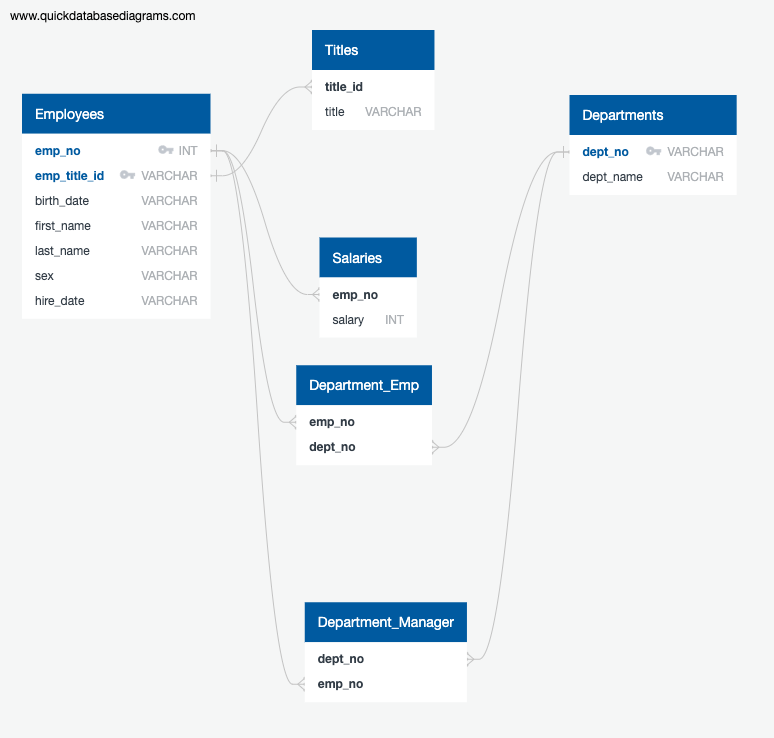 www.quickdatabasediagrams.com
Titles
title_id
title VARCHAR
Employees
emp_no INT
emp_title_id VARCHAR
birth_date VARCHAR
first_name VARCHAR
last_name VARCHAR
sex VARCHAR
hire_date VARCHAR
Departments
dept_no VARCHAR
dept_name VARCHAR
Salaries
emp_no
salary INT
Department_Emp
emp_no
dept_no
Department_Manager
dept_no
emp_no